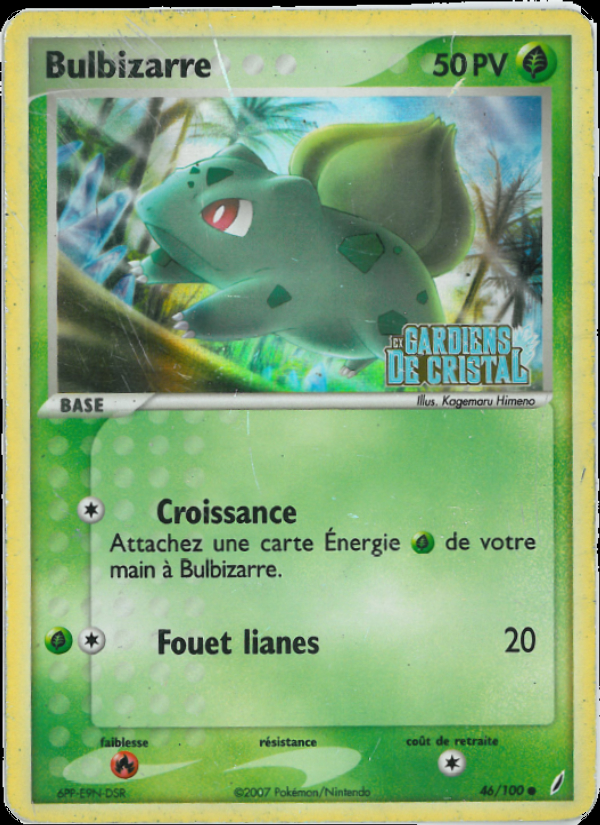 Bulbizarre 50 PV
EX GARDIENS
DE CRISTAL
BASE Illus. Kagemaru Himeno
Croissance
Attachez une carte Énergie de votre
main à Bulbizarre.
Fouet lianes 20
faiblesse résistance coût de retraite
6PP-E9N-DSR ©2007 Pokémon/Nintendo 46/100